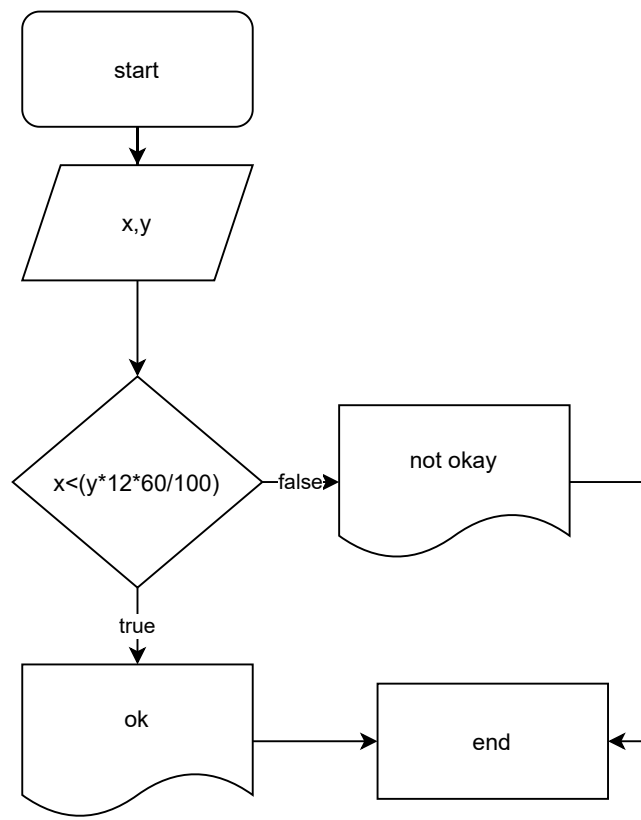 start
x,y
x<(y*12*60/100)
false
not okay
true
ok
end